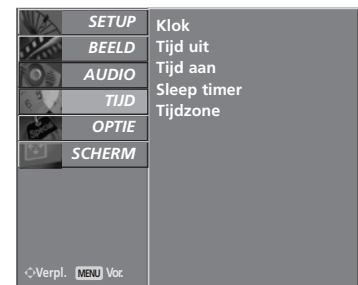 SETUP
BEELD
AUDIO
TIJD
OPTIE
SCHERM
Klok
Tijd uit
Tijd aan
Sleep timer
Tijdzone
Verpl. MENU Vor.